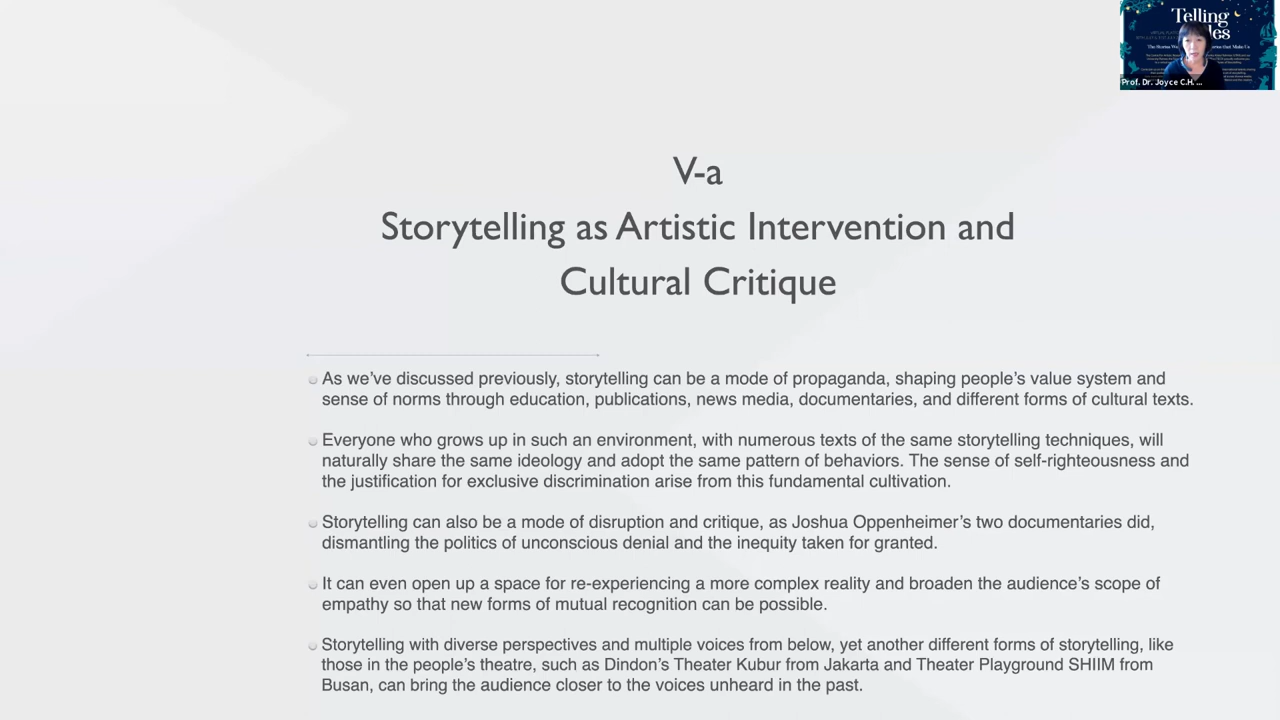 Telling
V-a
Storytelling as Artistic Intervention and
Cultural Critique
As we’ve discussed previously, storytelling can be a mode of propaganda, shaping people’s value system and
sense of norms through education, publications, news media, documentaries, and different forms of cultural texts.
Everyone who grows up in such an environment, with numerous texts of the same storytelling techniques, will
naturally share the same ideology and adopt the same pattern of behaviors. The sense of self-righteousness and
the justification for exclusive discrimination arise from this fundamental cultivation.
Storytelling can also be a mode of disruption and critique, as Joshua Oppenheimer’s two documentaries did,
dismantling the politics of unconscious denial and the inequity taken for granted.
It can even open up a space for re-experiencing a more complex reality and broaden the audience’s scope of
empathy so that new forms of mutual recognition can be possible.
Storytelling with diverse perspectives and multiple voices from below, yet another different forms of storytelling, like
those in the people’s theatre, such as Dindon’s Theater Kubur from Jakarta and Theater Playground SHIIM from
Busan, can bring the audience closer to the voices unheard in the past.
Prof. Dr. Joyce C.H. ...